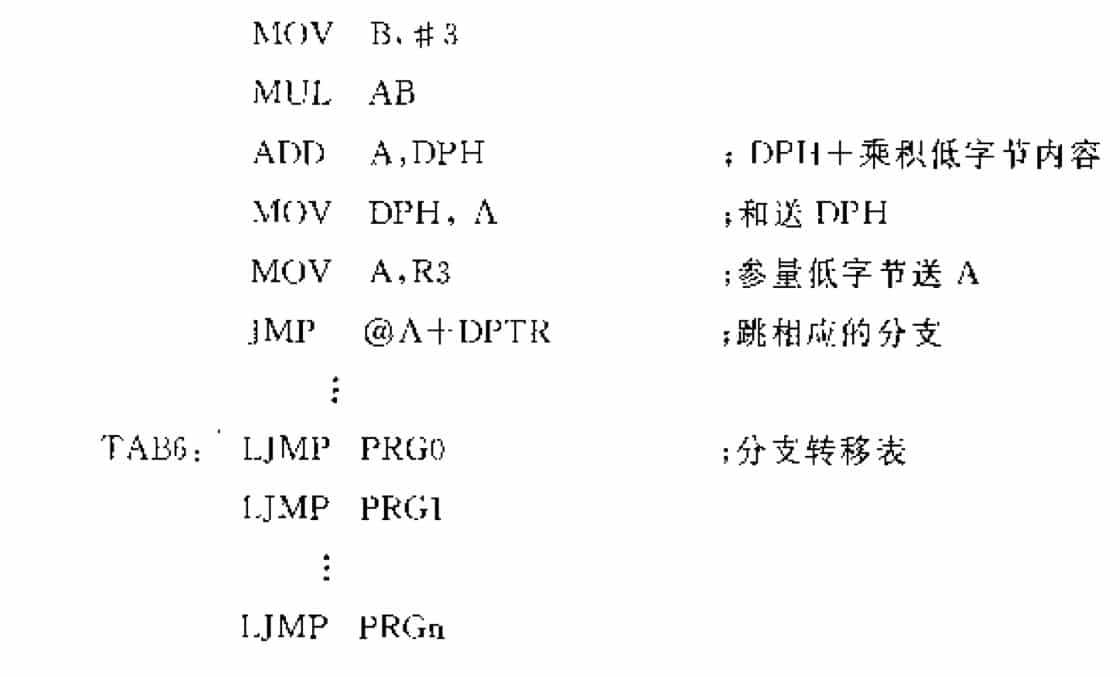 MOV B,#3
MUL AB
ADD A,DPH ;DPH+乘积低字节内容
MOV DPH,A ;和送 DPH
MOV A,R3 ;参量低字节送 A
JMP @A+DPTR ;跳相应的分支
⋮
TAB6: LJMP PRG0 ;分支转移表
LJMP PRG1
⋮
LJMP PRGn